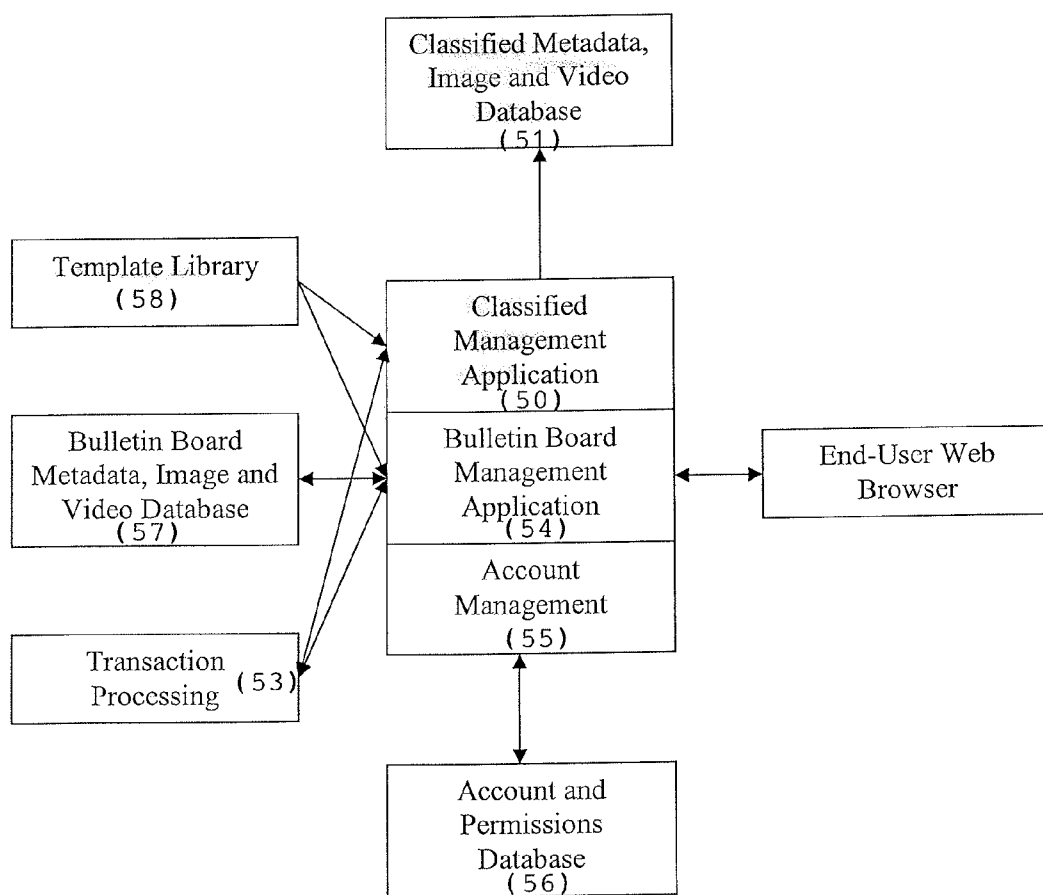 Classified Metadata,
Image and Video
Database
(51)
Template Library
(58)
Classified
Management
Application
(50)
Bulletin Board
Metadata, Image and
Video Database
(57)
Bulletin Board
Management
Application
(54)
End-User Web
Browser
Account
Management
(55)
Transaction
Processing (53)
Account and
Permissions
Database
(56)